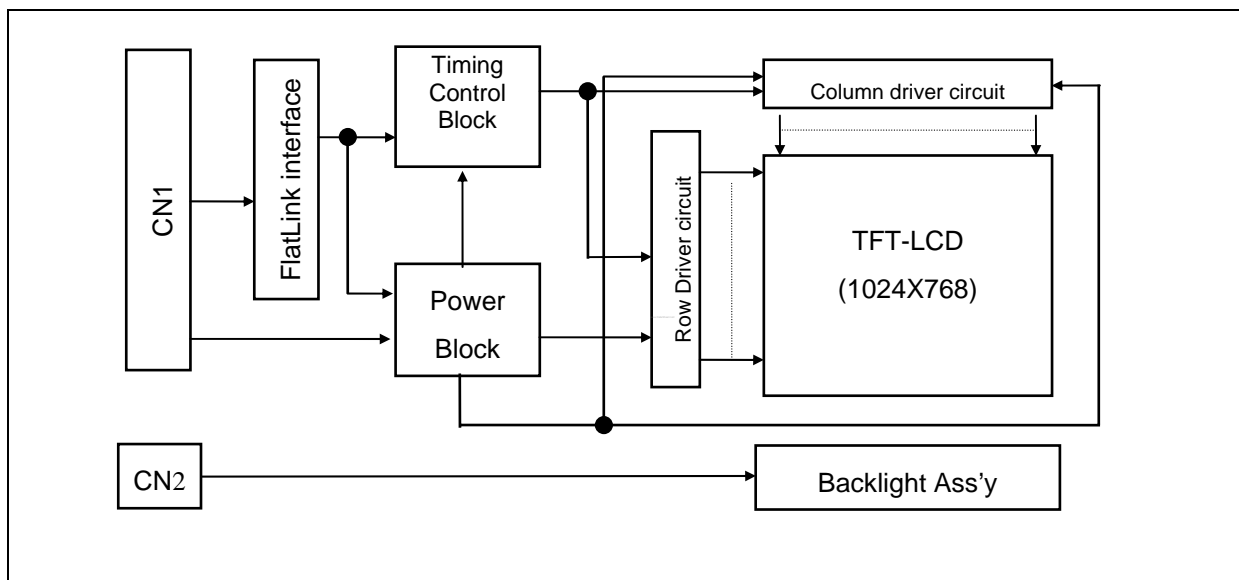 CN1
FlatLink interface
Timing
Control
Block
Power
Block
Row Driver circuit
Column driver circuit
TFT-LCD
(1024X768)
CN2
Backlight Ass'y